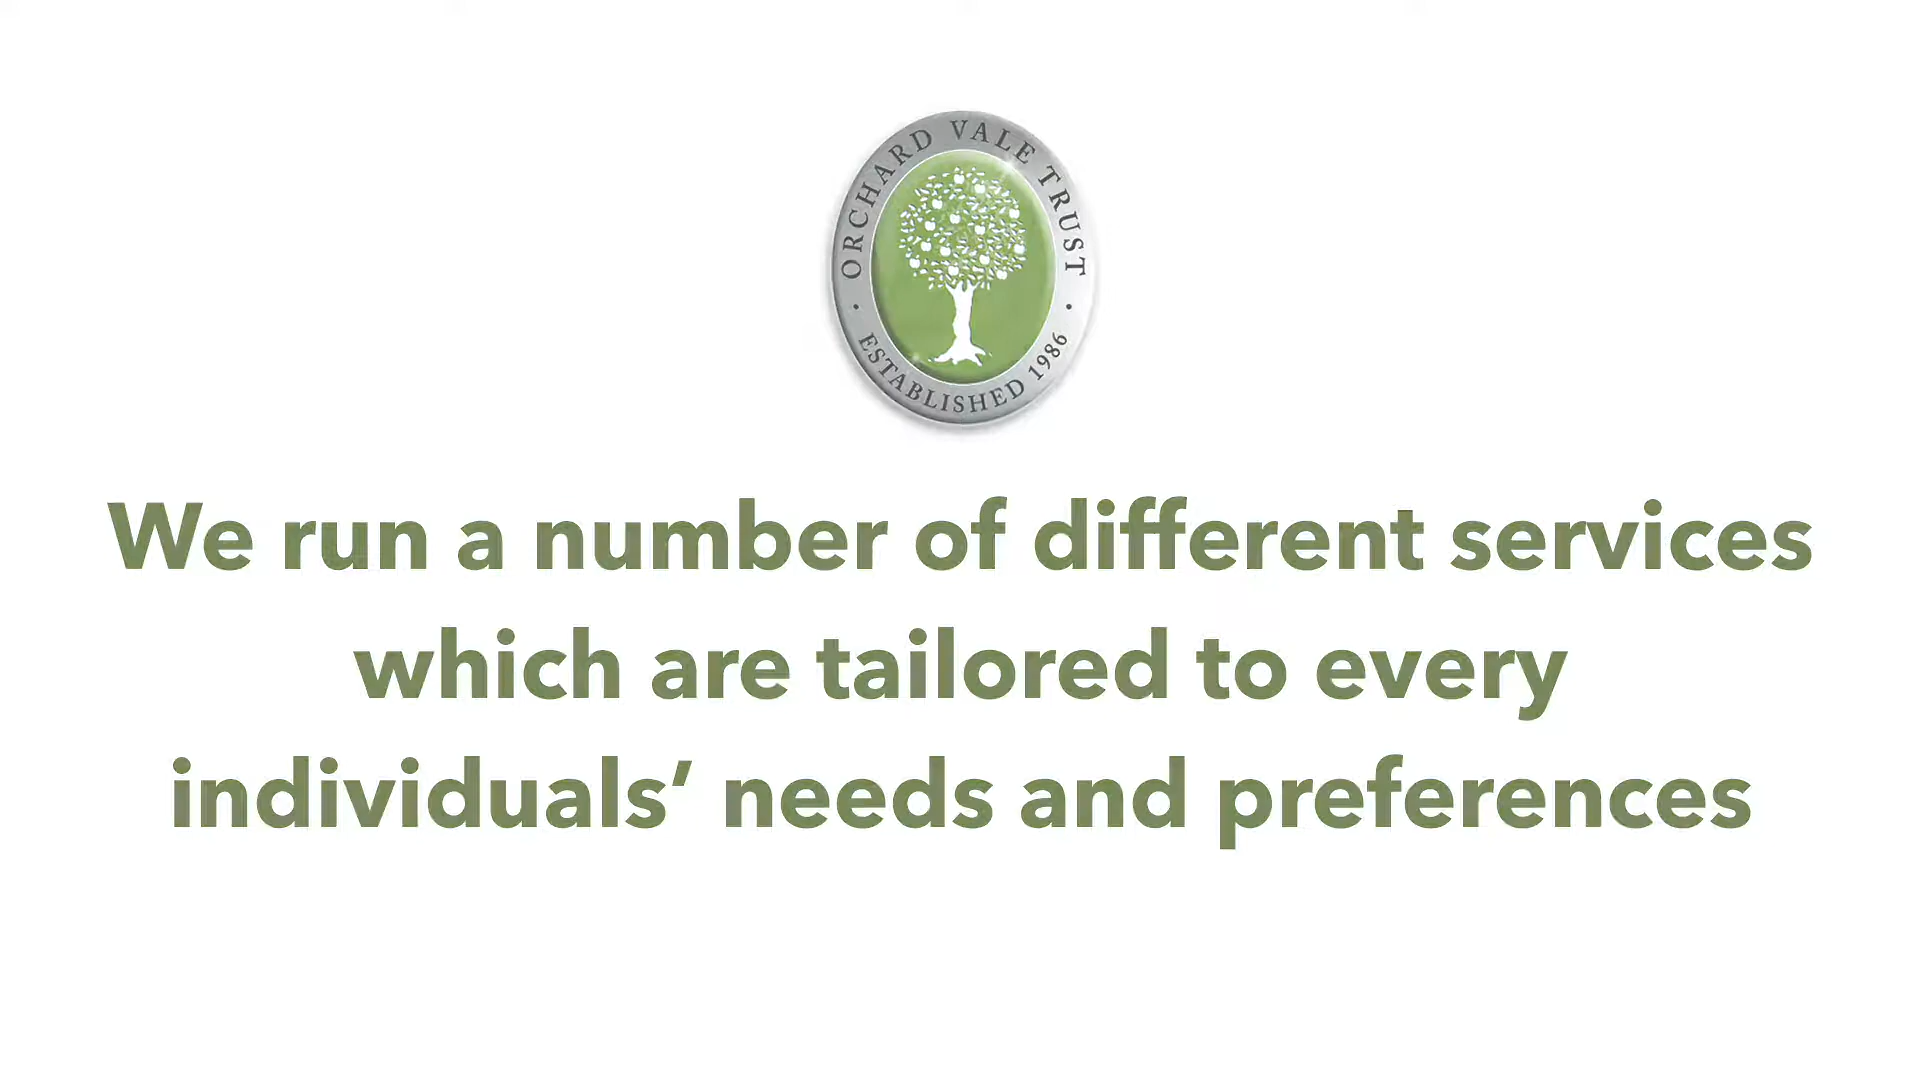 ORCHARD VALE TRUST
· ESTABLISHED 1986 ·
We run a number of different services
which are tailored to every
individuals’ needs and preferences